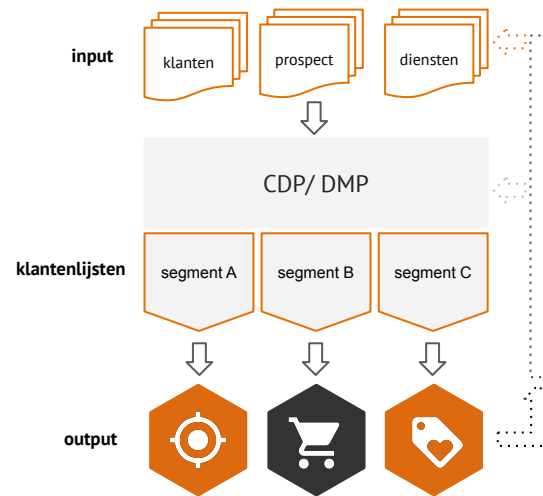 input
klanten
prospect
diensten
CDP/ DMP
klantenlijsten
segment A
segment B
segment C
output